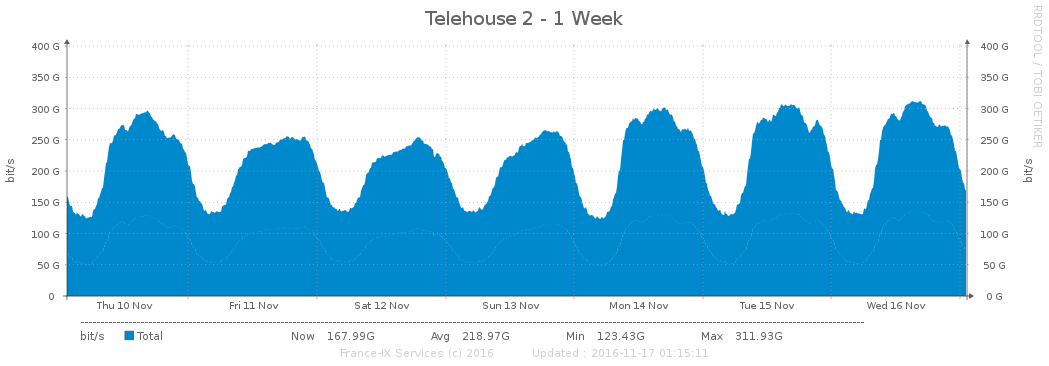 Telehouse 2 - 1 Week
RRDTOOL / TOBI OETIKER
400 G 400 G
350 G 350 G
300 G 300 G
250 G 250 G
200 G 200 G
150 G 150 G
100 G 100 G
50 G 50 G
0 0 G
bit/s bit/s
Thu 10 Nov Fri 11 Nov Sat 12 Nov Sun 13 Nov Mon 14 Nov Tue 15 Nov Wed 16 Nov
bit/s Total Now 167.99G Avg 218.97G Min 123.43G Max 311.93G
France-IX Services (c) 2016 Updated : 2016-11-17 01:15:11